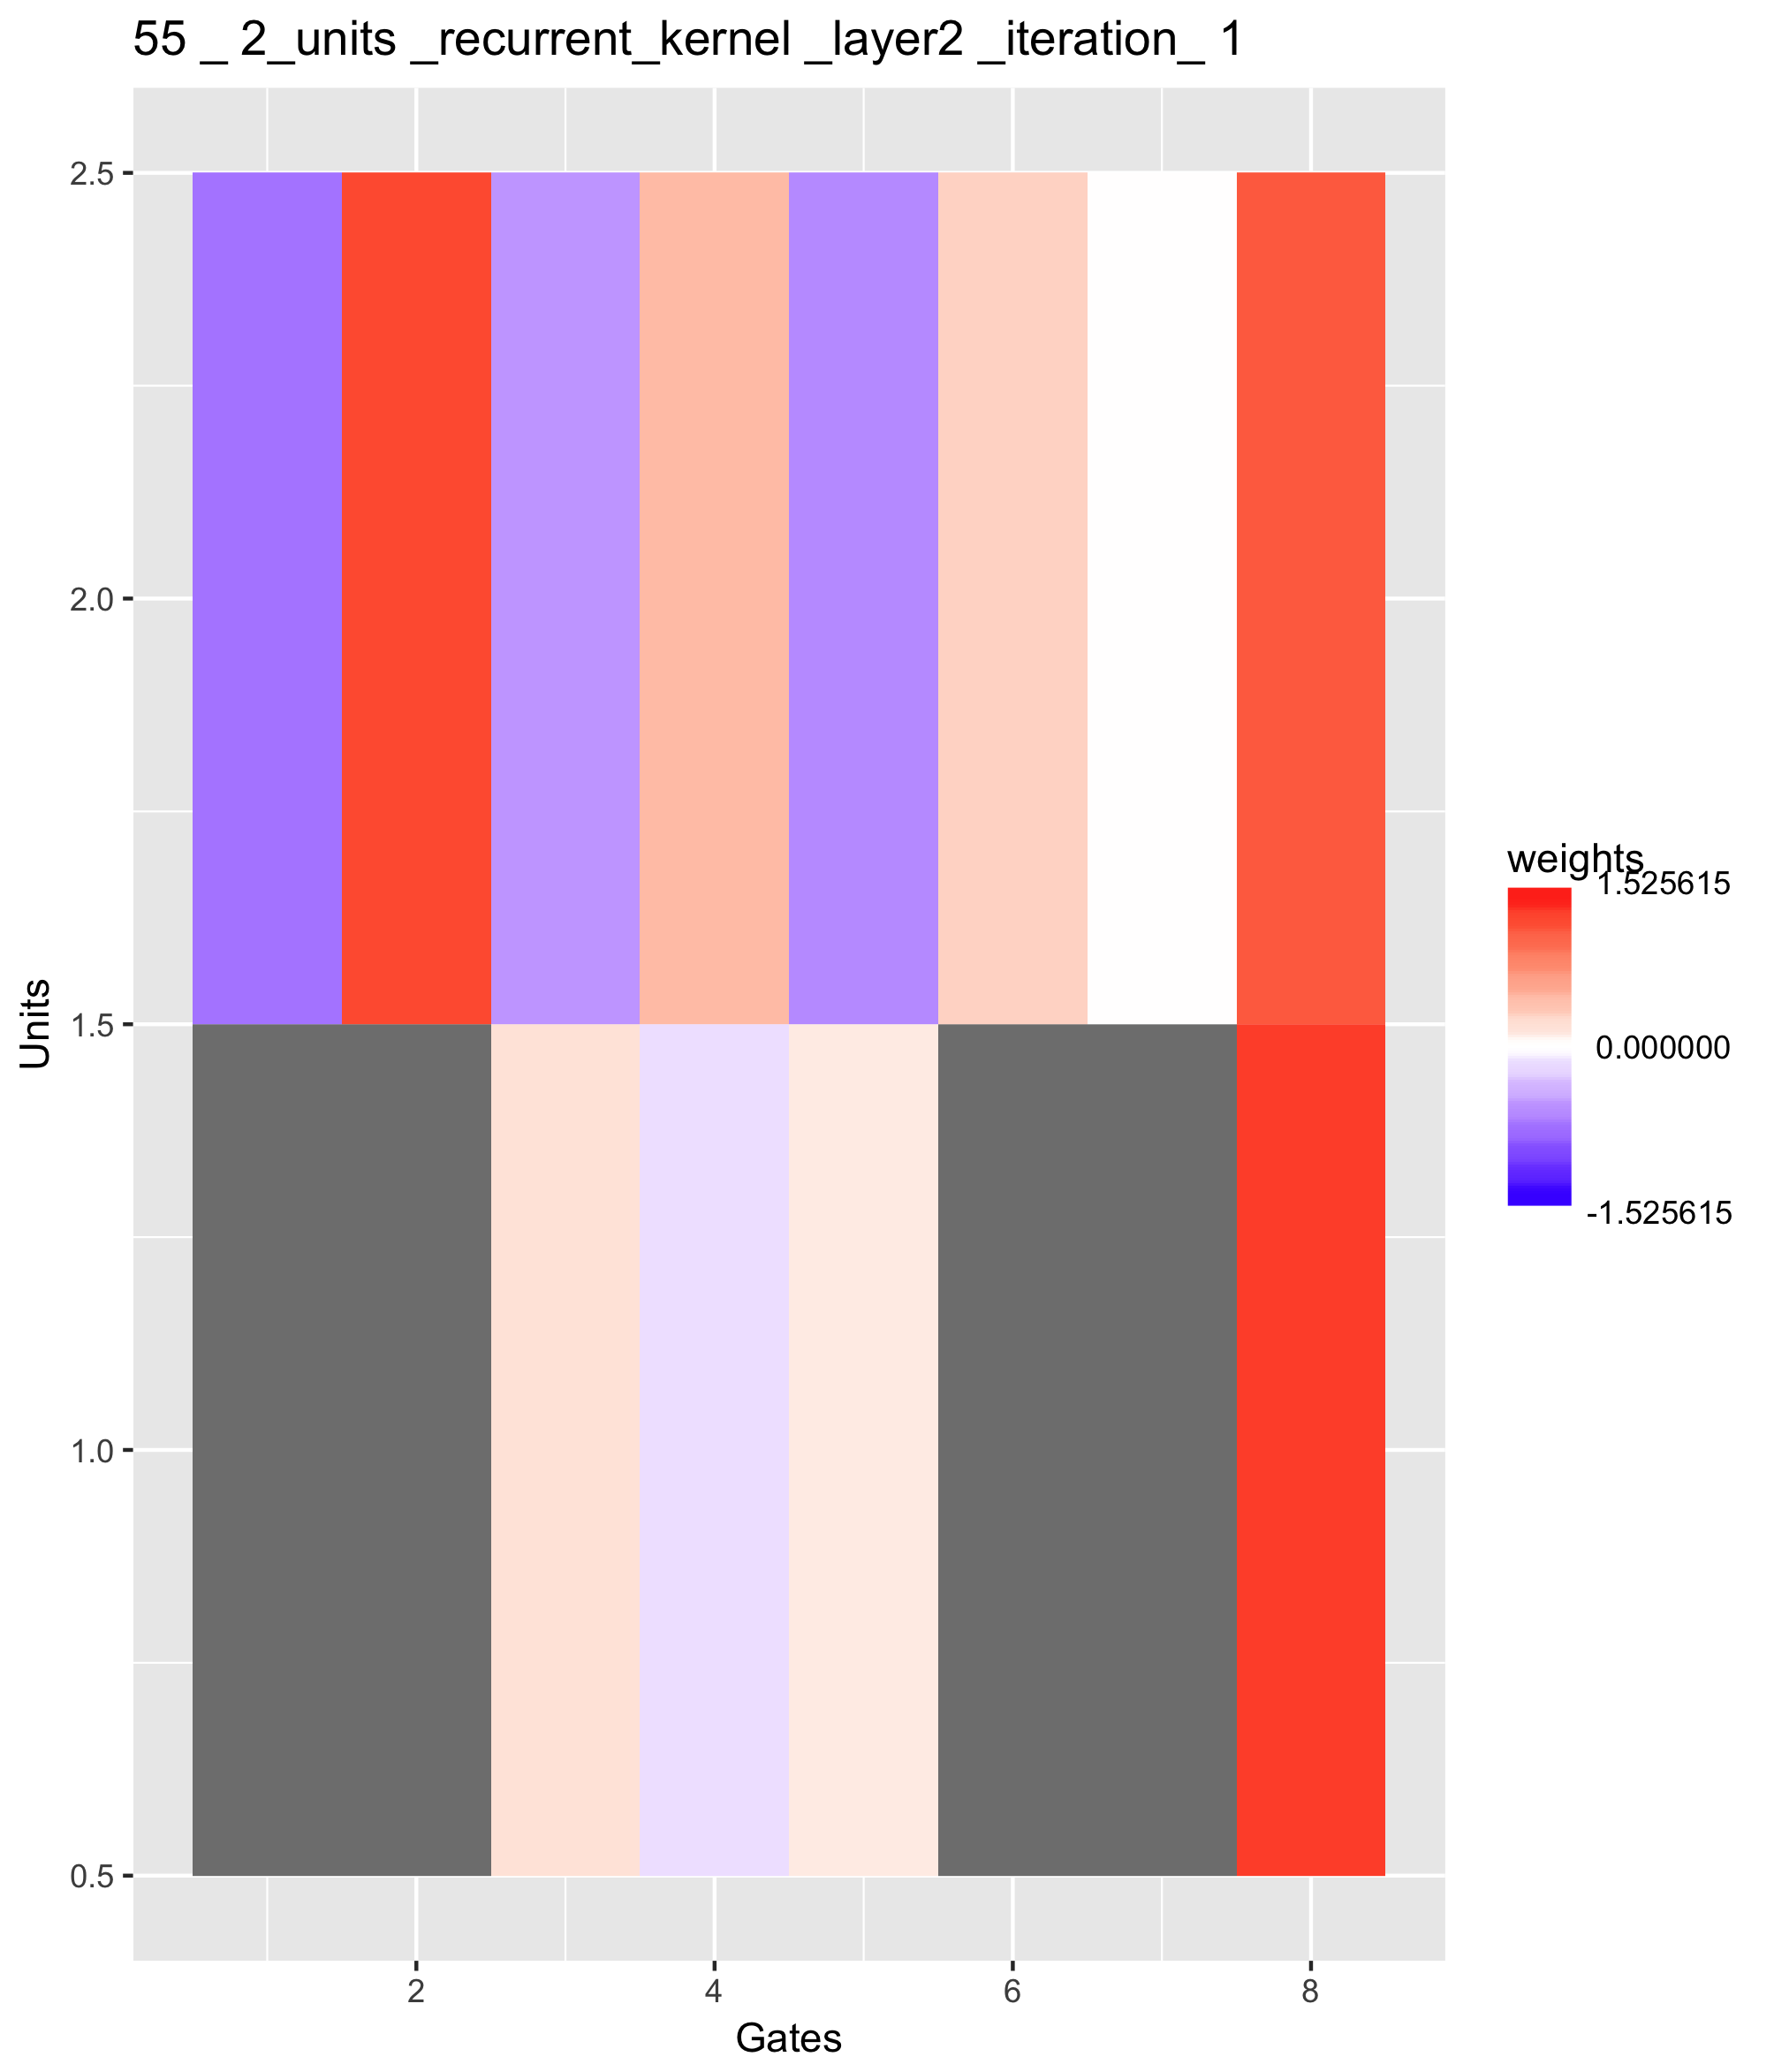 55 _ 2_units _recurrent_kernel _layer2 _iteration_ 1
2.5
2.0
1.5
1.0
0.5
Units
2 4 6 8
Gates
weights
1.525615
0.000000
-1.525615